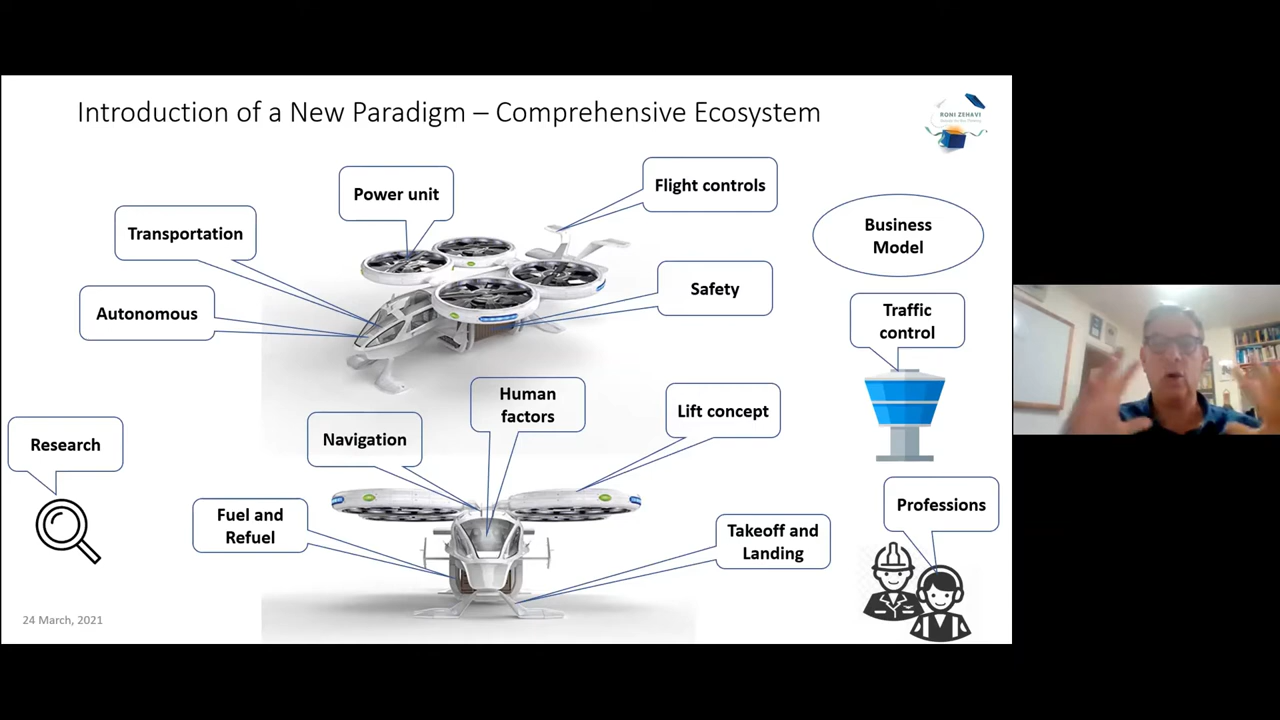 Introduction of a New Paradigm – Comprehensive Ecosystem
RONI ZEHAVI
Power unit
Flight controls
Transportation
Business
Model
Autonomous
Safety
Traffic
control
Human
factors
Lift concept
Navigation
Research
Fuel and
Refuel
Professions
Takeoff and
Landing
24 March, 2021